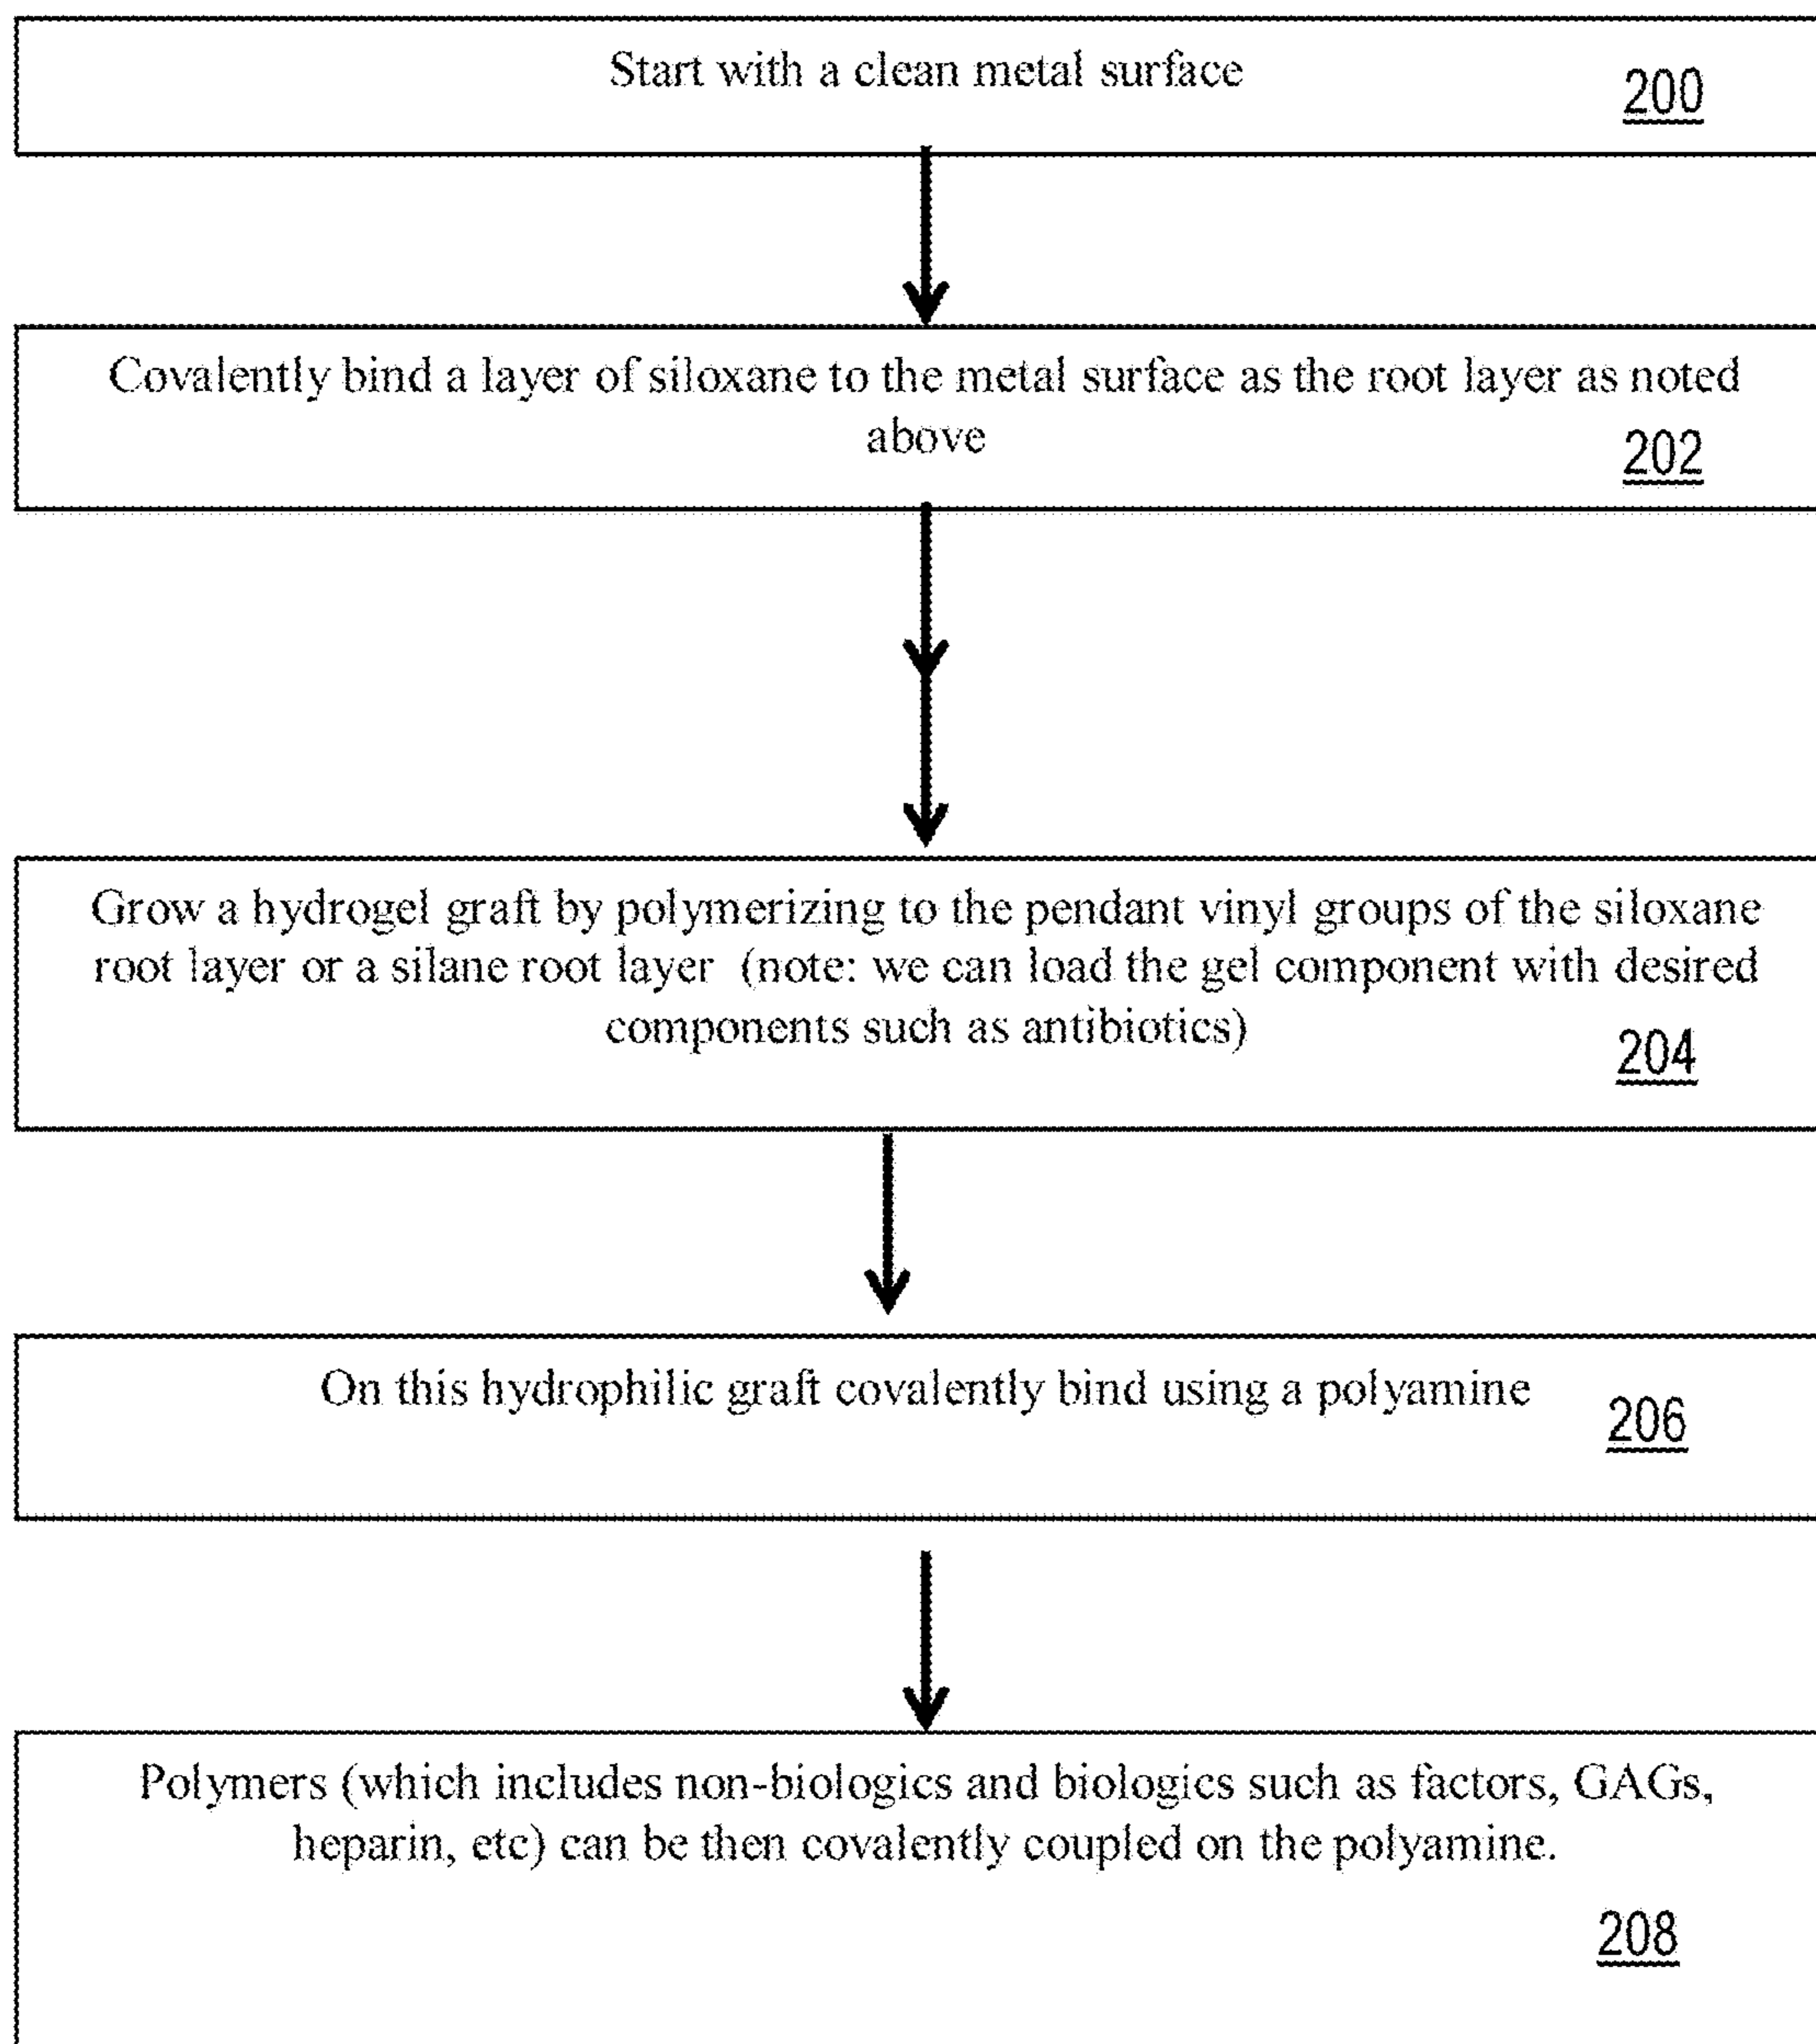 Start with a clean metal surface
200
Covalently bind a layer of siloxane to the metal surface as the root layer as noted
above
202
Grow a hydrogel graft by polymerizing to the pendant vinyl groups of the siloxane
root layer or a silane root layer (note: we can load the gel component with desired
components such as antibiotics)
204
On this hydrophilic graft covalently bind using a polyamine
206
Polymers (which includes non-biologics and biologics such as factors, GAGs,
heparin, etc) can be then covalently coupled on the polyamine.
208